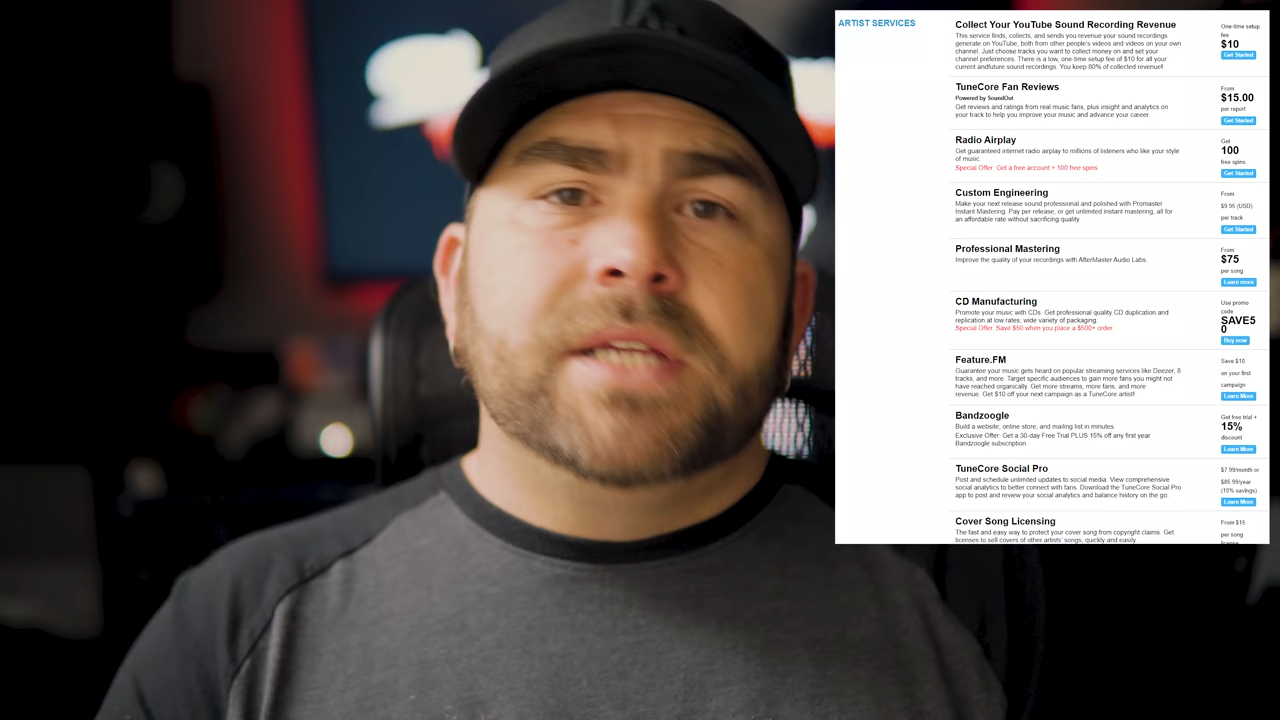 ARTIST SERVICES
Collect Your YouTube Sound Recording Revenue
This service finds, collects, and sends you revenue your sound recordings
generate on YouTube, both from other people's videos and videos on your own
channel. Just choose tracks you want to collect money on and set your
channel preferences. There is a low, one-time setup fee of $10 for all your
current andfuture sound recordings. You keep 80% of collected revenue!
One-time setup
fee
$10
Get Started
TuneCore Fan Reviews
Powered by SoundOut
Get reviews and ratings from real music fans, plus insight and analytics on
your track to help you improve your music and advance your career.
From
$15.00
per report
Get Started
Radio Airplay
Get guaranteed internet radio airplay to millions of listeners who like your style
of music.
Special Offer: Get a free account + 100 free spins
Get
100
free spins
Get Started
Custom Engineering
Make your next release sound professional and polished with Promaster
Instant Mastering. Pay per release, or get unlimited instant mastering, all for
an affordable rate without sacrificing quality
From
$9.95 (USD)
per track
Get Started
Professional Mastering
Improve the quality of your recordings with AfterMaster Audio Labs.
From
$75
per song
Learn more
CD Manufacturing
Promote your music with CDs. Get professional quality CD duplication and
replication at low rates; wide variety of packaging.
Special Offer: Save $50 when you place a $500+ order.
Use promo
code
SAVE5
0
Buy now
Feature.FM
Guarantee your music gets heard on popular streaming services like Deezer, 8
tracks, and more. Target specific audiences to gain more fans you might not
have reached organically. Get more streams, more fans, and more
revenue. Get $10 off your next campaign as a TuneCore artist!
Save $10
on your first
campaign
Learn More
Bandzoogle
Build a website, online store, and mailing list in minutes.
Exclusive Offer: Get a 30-day Free Trial PLUS 15% off any first year
Bandzoogle subscription.
Get free trial +
15%
discount
Learn More
TuneCore Social Pro
Post and schedule unlimited updates to social media. View comprehensive
social analytics to better connect with fans. Download the TuneCore Social Pro
app to post and review your social analytics and balance history on the go.
$7.99/month or
$85.99/year
(10% savings)
Learn More
Cover Song Licensing
The fast and easy way to protect your cover song from copyright claims. Get
licenses to sell covers of other artists' songs, quickly and easily.
From $15
per song
license